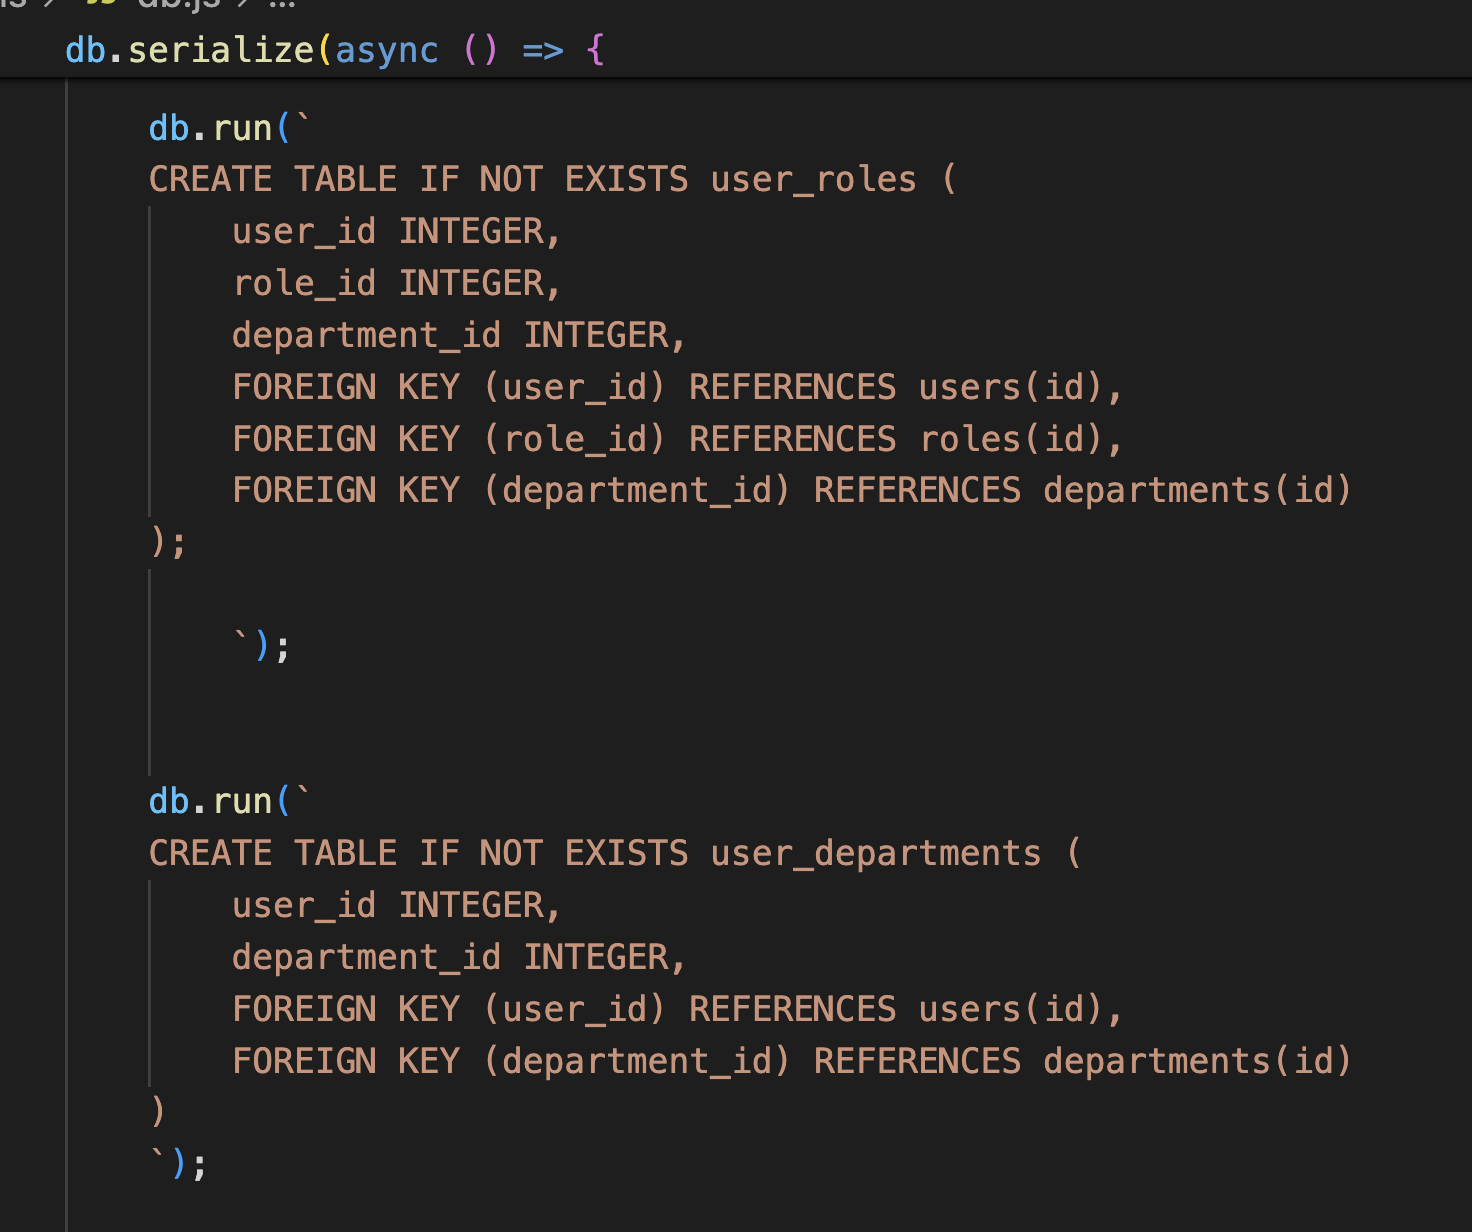 db.js > ...
db.serialize(async () => {
db.run(`
CREATE TABLE IF NOT EXISTS user_roles (
user_id INTEGER,
role_id INTEGER,
department_id INTEGER,
FOREIGN KEY (user_id) REFERENCES users(id),
FOREIGN KEY (role_id) REFERENCES roles(id),
FOREIGN KEY (department_id) REFERENCES departments(id)
);
`);
db.run(`
CREATE TABLE IF NOT EXISTS user_departments (
user_id INTEGER,
department_id INTEGER,
FOREIGN KEY (user_id) REFERENCES users(id),
FOREIGN KEY (department_id) REFERENCES departments(id)
)
`);